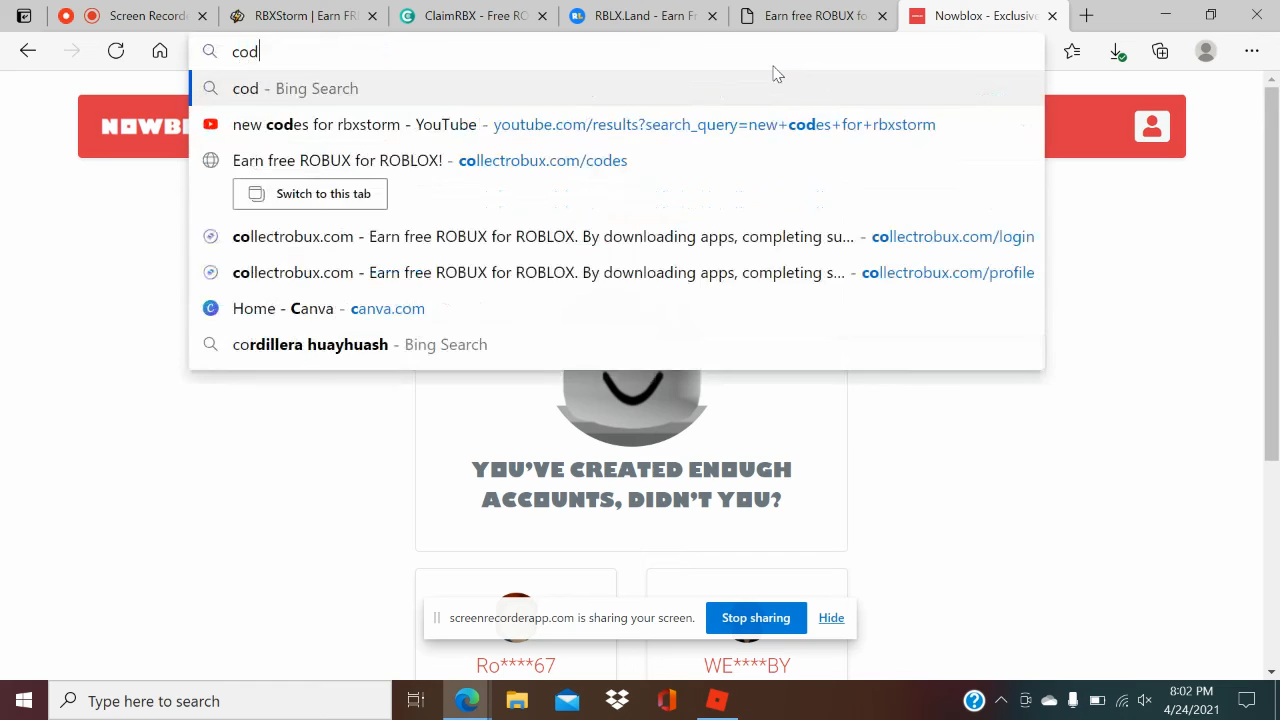 Screen Record
RBXStorm | Earn FR
ClaimRBX - Free RO
RBLX.Land - Earn Fr
Earn free ROBUX for
Nowblox - Exclusive
cod
cod - Bing Search
new codes for rbxstorm - YouTube - youtube.com/results?search_query=new+codes+for+rbxstorm
Earn free ROBUX for ROBLOX! - collectrobux.com/codes
Switch to this tab
collectrobux.com - Earn free ROBUX for ROBLOX. By downloading apps, completing su... - collectrobux.com/login
collectrobux.com - Earn free ROBUX for ROBLOX. By downloading apps, completing s... - collectrobux.com/profile
Home - Canva - canva.com
cordillera huayhuash - Bing Search
NOWB
YOU'VE CREATED ENOUGH
ACCOUNTS, DIDN'T YOU?
screenrecorderapp.com is sharing your screen.
Stop sharing
Hide
Ro****67
WE****BY
Type here to search
8:02 PM
4/24/2021